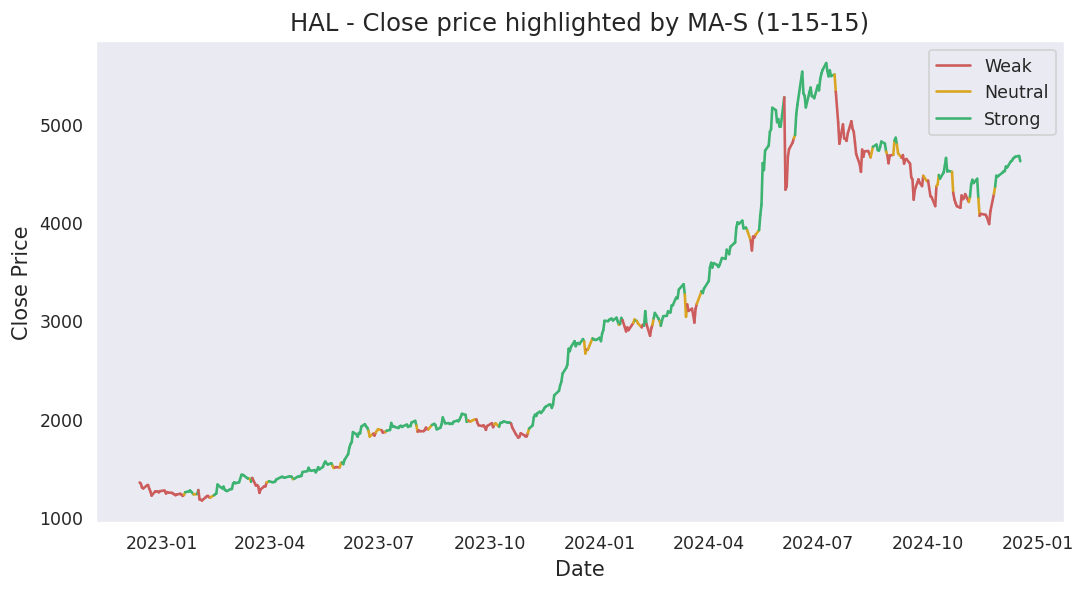 HAL - Close price highlighted by MA-S (1-15-15)
Weak
Neutral
Strong
Close Price
5000
4000
3000
2000
1000
2023-01 2023-04 2023-07 2023-10 2024-01 2024-04 2024-07 2024-10 2025-01
Date